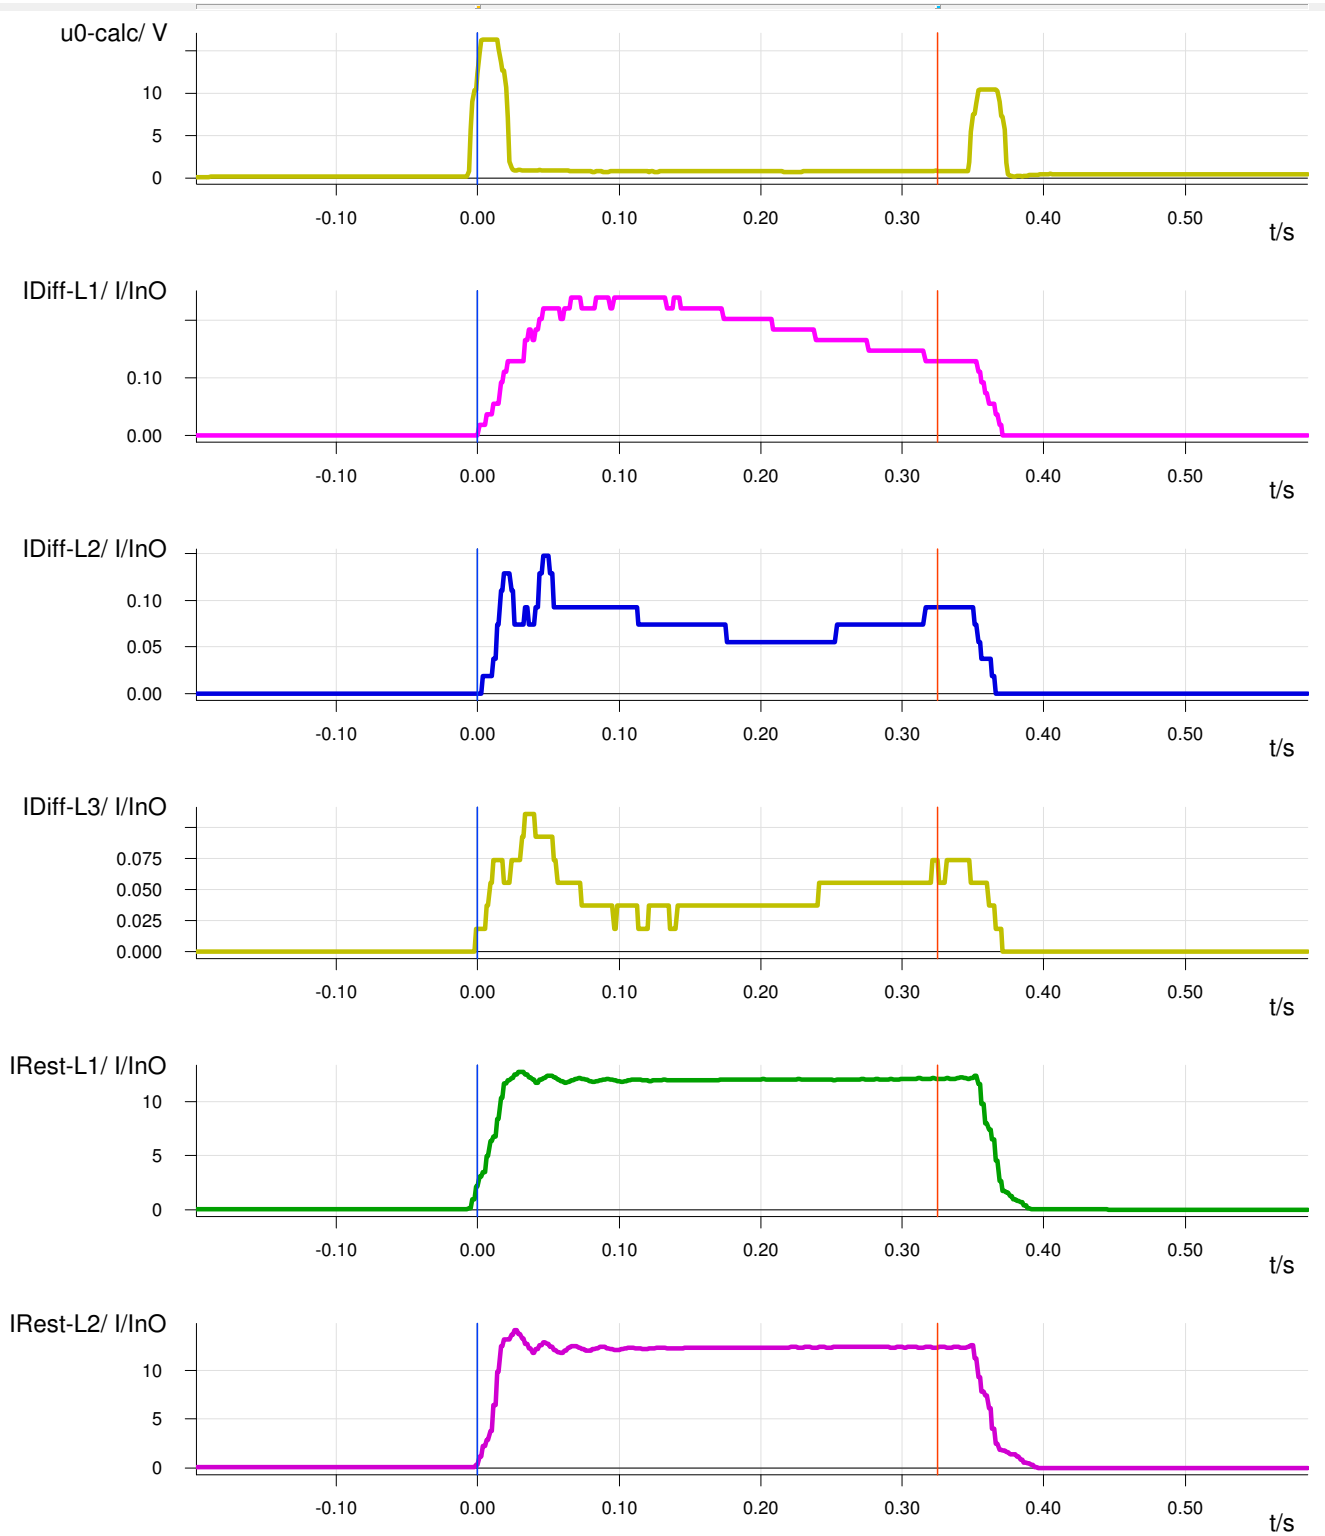 u0-calc/ V
10
5
0
-0.10 0.00 0.10 0.20 0.30 0.40 0.50
t/s
IDiff-L1/ I/InO
0.10
0.00
-0.10 0.00 0.10 0.20 0.30 0.40 0.50
t/s
IDiff-L2/ I/InO
0.10
0.05
0.00
-0.10 0.00 0.10 0.20 0.30 0.40 0.50
t/s
IDiff-L3/ I/InO
0.075
0.050
0.025
0.000
-0.10 0.00 0.10 0.20 0.30 0.40 0.50
t/s
IRest-L1/ I/InO
10
5
0
-0.10 0.00 0.10 0.20 0.30 0.40 0.50
t/s
IRest-L2/ I/InO
10
5
0
-0.10 0.00 0.10 0.20 0.30 0.40 0.50
t/s